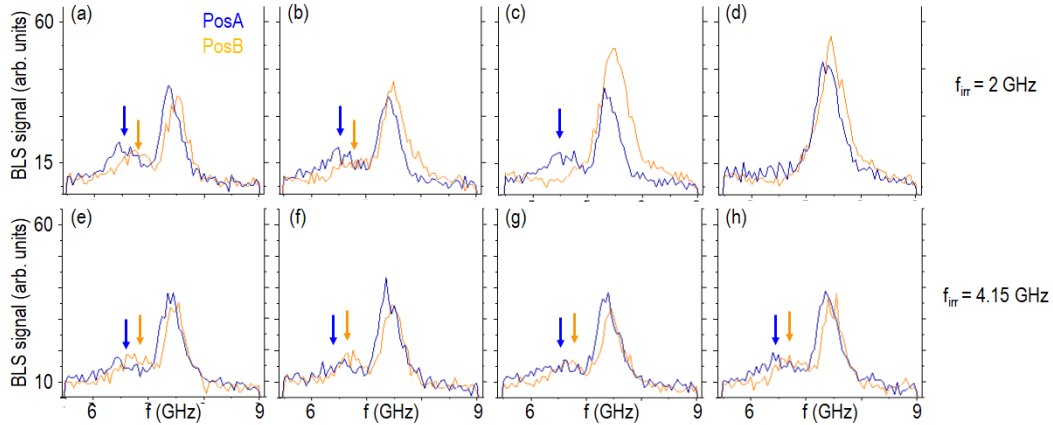 (a) PosA PosB
(b)
(c)
(d)
60
15
BLS signal (arb. units)
f_irr = 2 GHz
(e)
(f)
(g)
(h)
60
10
BLS signal (arb. units)
f_irr = 4.15 GHz
6 f (GHz) 9
6 f (GHz) 9
6 f (GHz) 9
6 f (GHz) 9